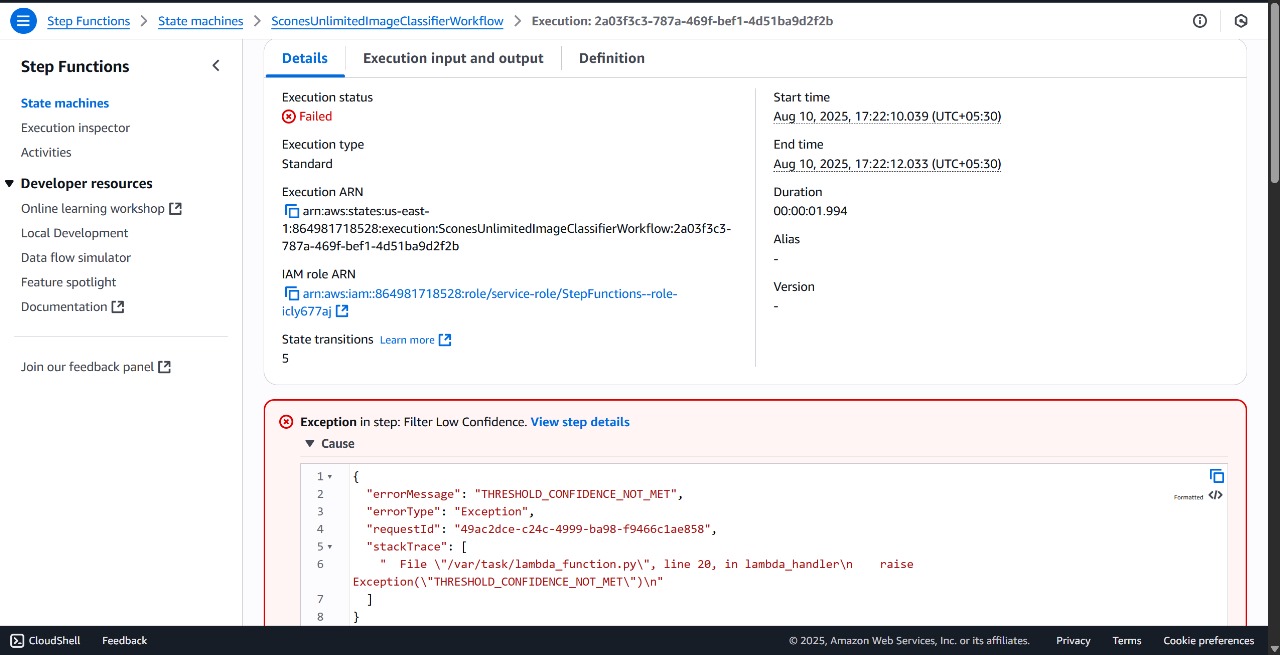 Step Functions > State machines > SconesUnlimitedImageClassifierWorkflow > Execution: 2a03f3c3-787a-469f-bef1-4d51ba9d2f2b
Step Functions
State machines
Execution inspector
Activities
Developer resources
Online learning workshop
Local Development
Data flow simulator
Feature spotlight
Documentation
Join our feedback panel
Details
Execution input and output
Definition
Execution status
Failed
Execution type
Standard
Execution ARN
arn:aws:states:us-east-
1:864981718528:execution:SconesUnlimitedImageClassifierWorkflow:2a03f3c3-
787a-469f-bef1-4d51ba9d2f2b
IAM role ARN
arn:aws:iam::864981718528:role/service-role/StepFunctions--role-
icly677aj
State transitions Learn more
5
Start time
Aug 10, 2025, 17:22:10.039 (UTC+05:30)
End time
Aug 10, 2025, 17:22:12.033 (UTC+05:30)
Duration
00:00:01.994
Alias
-
Version
-
Exception in step: Filter Low Confidence. View step details
Cause
Formatted
1 {
2 "errorMessage": "THRESHOLD_CONFIDENCE_NOT_MET",
3 "errorType": "Exception",
4 "requestId": "49ac2dce-c24c-4999-ba98-f9466c1ae858",
5 "stackTrace": [
6 "  File \"/var/task/lambda_function.py\", line 20, in lambda_handler\n    raise
Exception(\"THRESHOLD_CONFIDENCE_NOT_MET\")\n"
7 ]
8 }
CloudShell Feedback © 2025, Amazon Web Services, Inc. or its affiliates. Privacy Terms Cookie preferences